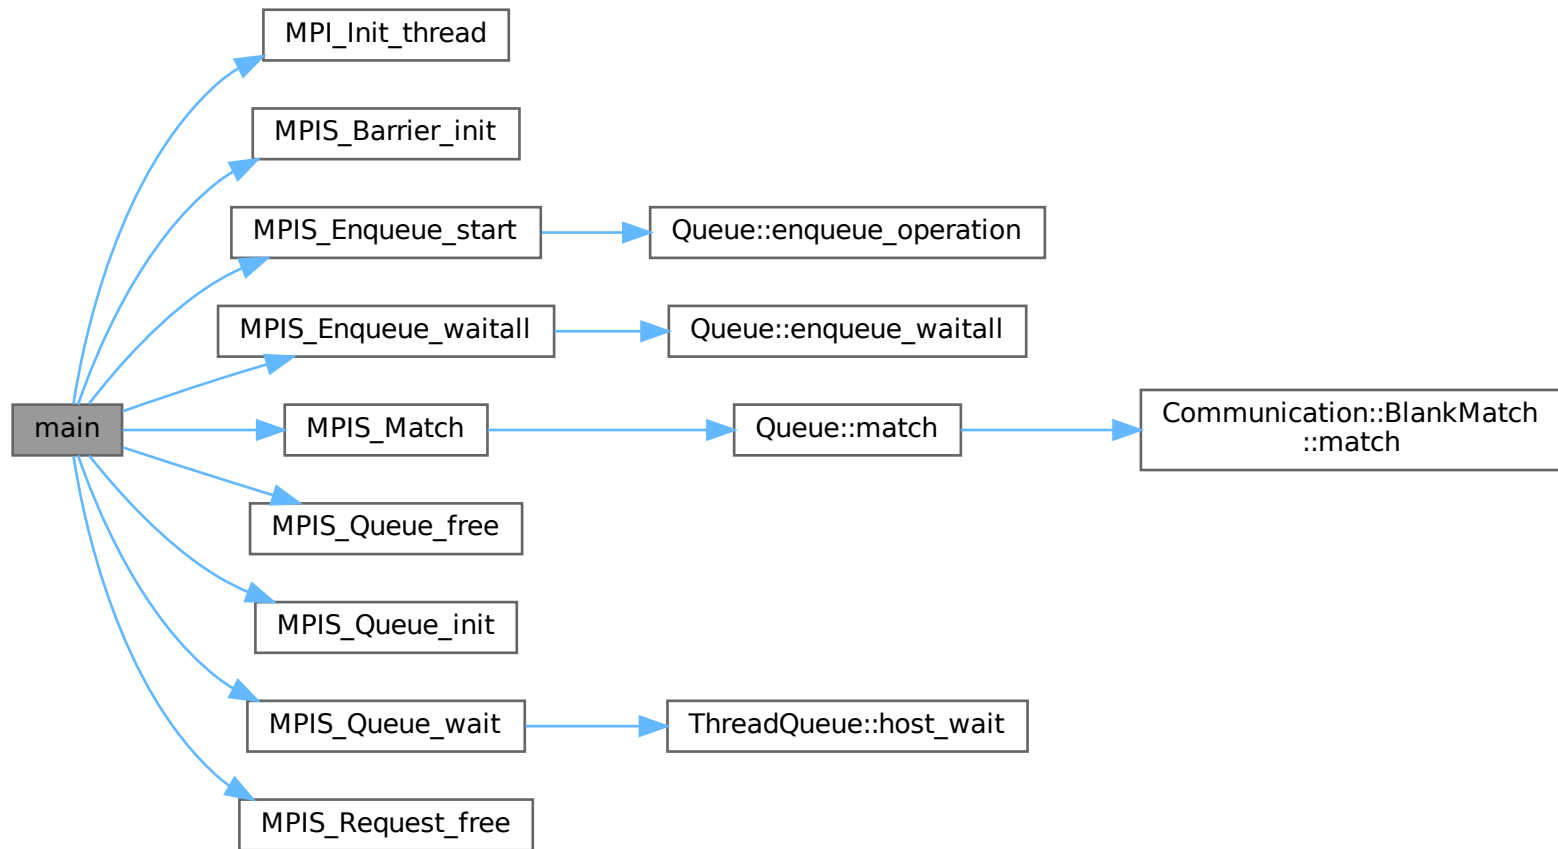 MPI_Init_thread
MPIS_Barrier_init
MPIS_Enqueue_start
Queue::enqueue_operation
MPIS_Enqueue_waitall
Queue::enqueue_waitall
main
MPIS_Match
Queue::match
Communication::BlankMatch
::match
MPIS_Queue_free
MPIS_Queue_init
MPIS_Queue_wait
ThreadQueue::host_wait
MPIS_Request_free